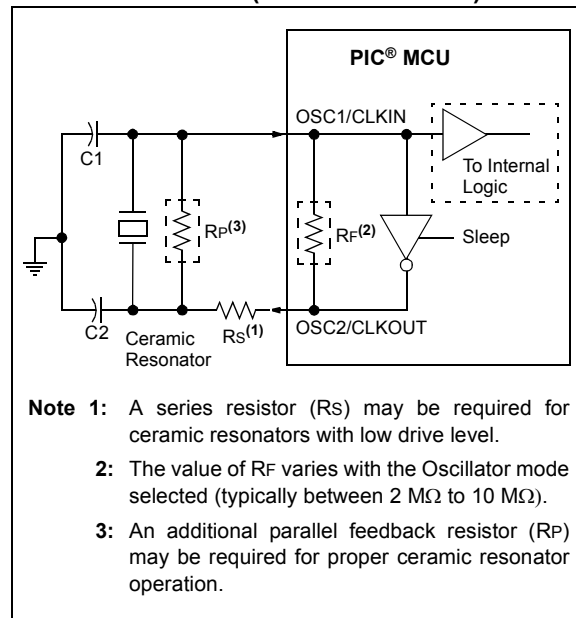 PIC® MCU
OSC1/CLKIN
C1
To Internal
Logic
RP(3)
RF(2)
Sleep
C2
Ceramic
Resonator
RS(1)
OSC2/CLKOUT
Note 1: A series resistor (RS) may be required for
ceramic resonators with low drive level.
2: The value of RF varies with the Oscillator mode
selected (typically between 2 MΩ to 10 MΩ).
3: An additional parallel feedback resistor (RP)
may be required for proper ceramic resonator
operation.